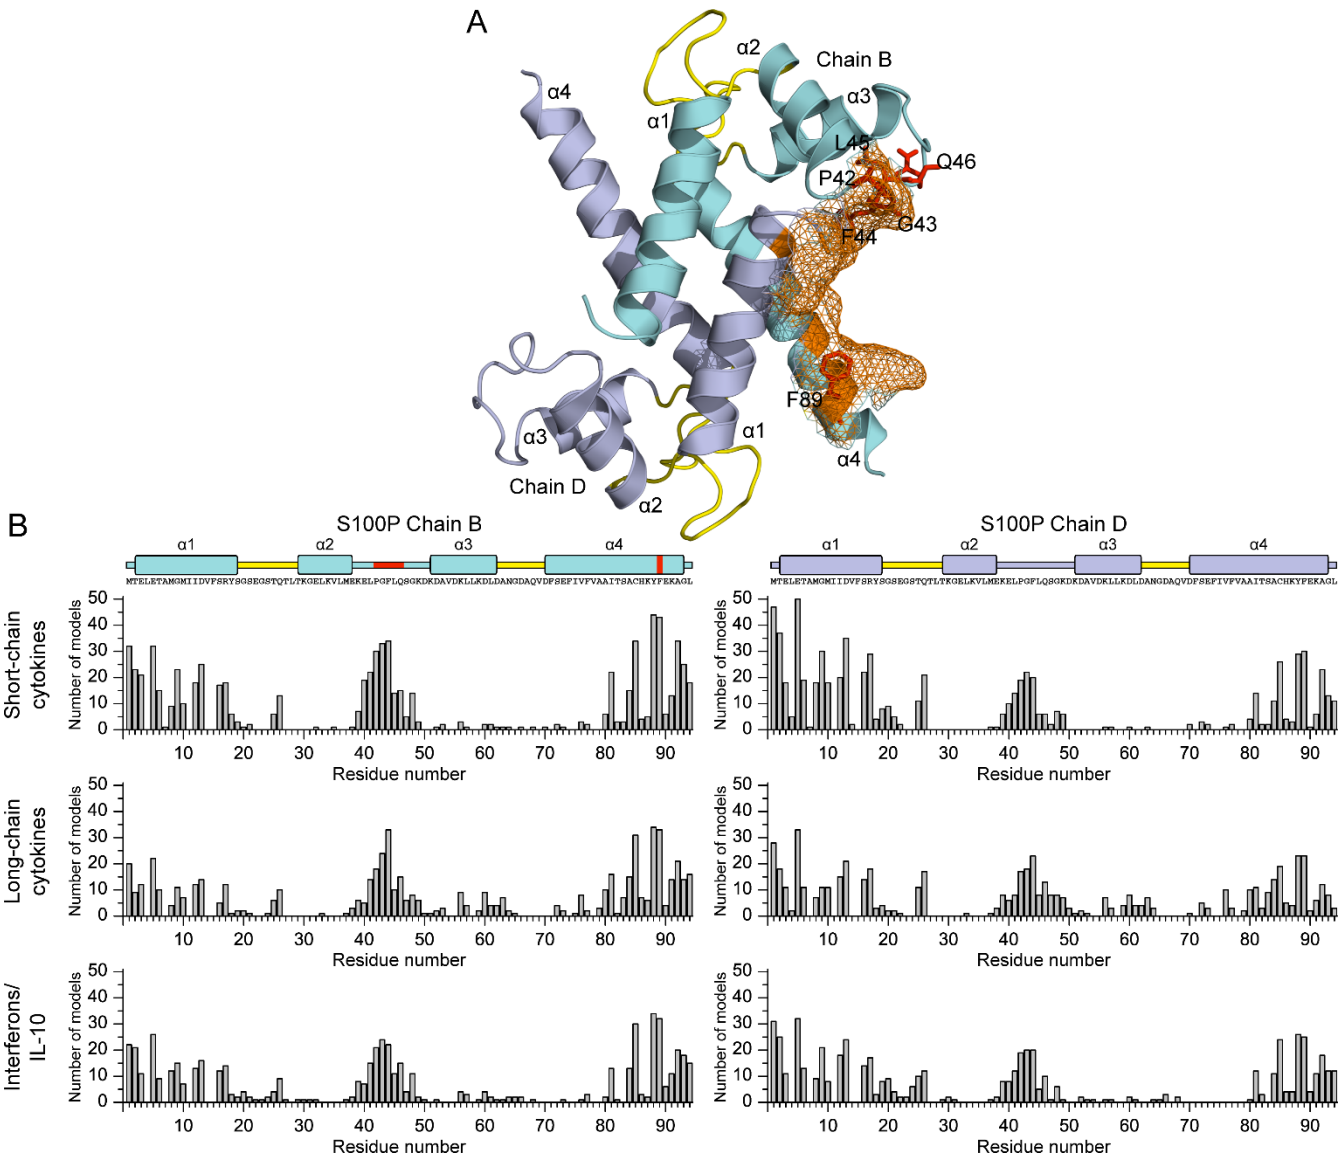 A
α4
α2
Chain B
α1
α3
L45
Q46
P42
G43
F44
F89
α3
α1
α4
Chain D
α2
B
S100P Chain B
S100P Chain D
α1 α2 α3 α4
α1 α2 α3 α4
MTELETAMGMIIDVFSRYSGSEGSTQTLTKGELKVLMEKELPGFLQSGKDKDAVDKLLKDLDANGDAQVDFSEFIVFVAAITSACHKYFEKAGL
MTELETAMGMIIDVFSRYSGSEGSTQTLTKGELKVLMEKELPGFLQSGKDKDAVDKLLKDLDANGDAQVDFSEFIVFVAAITSACHKYFEKAGL
Short-chain
cytokines
Number of models
50
40
30
20
10
0
10 20 30 40 50 60 70 80 90
Residue number
Number of models
50
40
30
20
10
0
10 20 30 40 50 60 70 80 90
Residue number
Long-chain
cytokines
Number of models
50
40
30
20
10
0
10 20 30 40 50 60 70 80 90
Residue number
Number of models
50
40
30
20
10
0
10 20 30 40 50 60 70 80 90
Residue number
Interferons/
IL-10
Number of models
50
40
30
20
10
0
10 20 30 40 50 60 70 80 90
Residue number
Number of models
50
40
30
20
10
0
10 20 30 40 50 60 70 80 90
Residue number